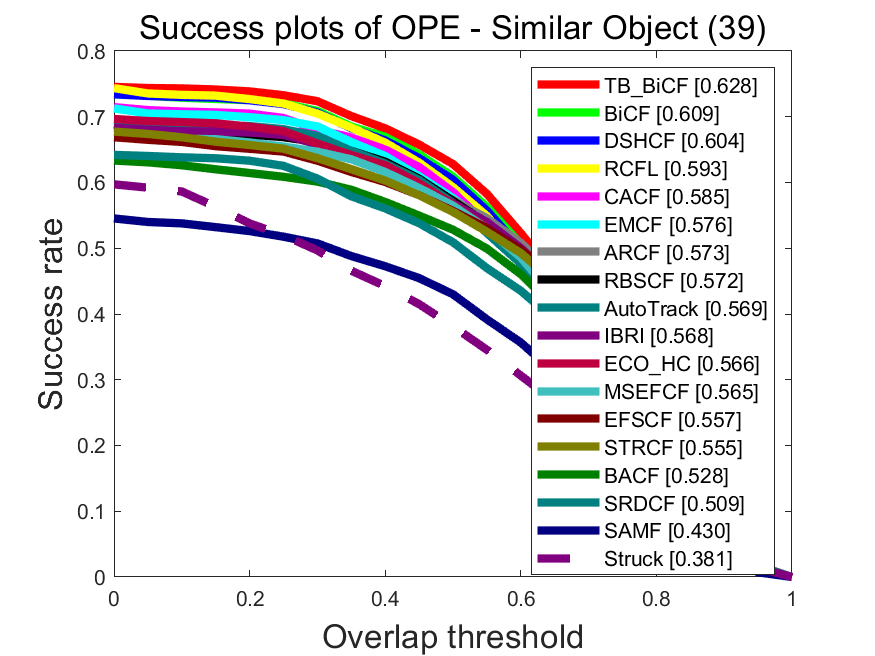 Success plots of OPE - Similar Object (39)
0.8
0.7
0.6
0.5
0.4
0.3
0.2
0.1
0
Success rate
TB_BiCF [0.628]
BiCF [0.609]
DSHCF [0.604]
RCFL [0.593]
CACF [0.585]
EMCF [0.576]
ARCF [0.573]
RBSCF [0.572]
AutoTrack [0.569]
IBRI [0.568]
ECO_HC [0.566]
MSEFCF [0.565]
EFSCF [0.557]
STRCF [0.555]
BACF [0.528]
SRDCF [0.509]
SAMF [0.430]
Struck [0.381]
0 0.2 0.4 0.6 0.8 1
Overlap threshold